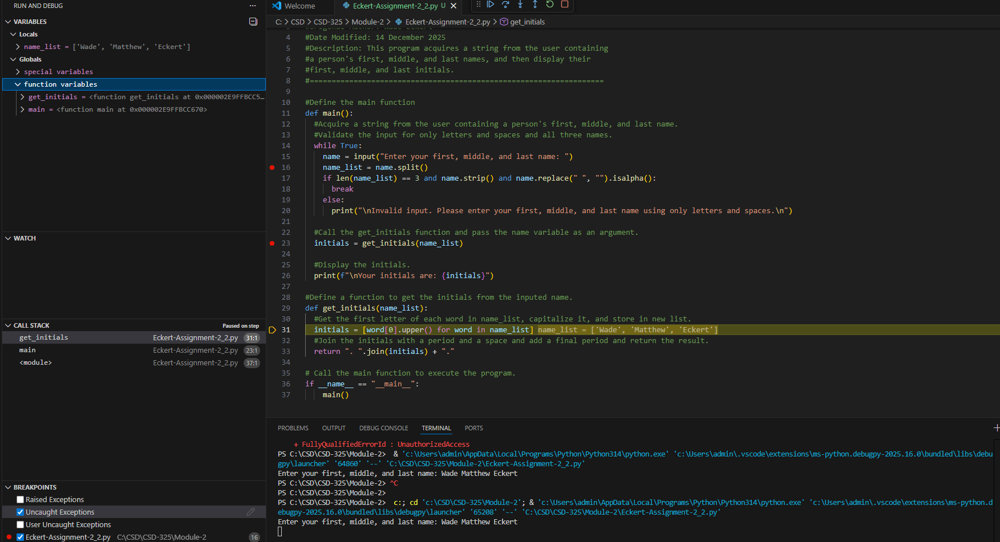 RUN AND DEBUG
VARIABLES
Locals
name_list = ['Wade', 'Matthew', 'Eckert']
Globals
special variables
function variables
get_initials = <function get_initials at 0x000002E9FFBCC5…
main = <function main at 0x000002E9FFBCC670>
WATCH
CALL STACK Paused on step
get_initials Eckert-Assignment-2_2.py 31:1
main Eckert-Assignment-2_2.py 23:1
<module> Eckert-Assignment-2_2.py 37:1
BREAKPOINTS
Raised Exceptions
Uncaught Exceptions
User Uncaught Exceptions
Eckert-Assignment-2_2.py C:\CSD\CSD-325\Module-2 16
Welcome Eckert-Assignment-2_2.py U
C: > CSD > CSD-325 > Module-2 > Eckert-Assignment-2_2.py > get_initials
4 #Date Modified: 14 December 2025
5 #Description: This program acquires a string from the user containing
6 #a person's first, middle, and last names, and then display their
7 #first, middle, and last initials.
8 #===================================================================
9
10 #Define the main function
11 def main():
12 #Acquire a string from the user containing a person's first, middle, and last name.
13 #Validate the input for only letters and spaces and all three names.
14 while True:
15 name = input("Enter your first, middle, and last name: ")
16 name_list = name.split()
17 if len(name_list) == 3 and name.strip() and name.replace(" ", "").isalpha():
18 break
19 else:
20 print("\nInvalid input. Please enter your first, middle, and last name using only letters and spaces.\n")
21
22 #Call the get_initials function and pass the name variable as an argument.
23 initials = get_initials(name_list)
24
25 #Display the initials.
26 print(f"\nYour initials are: {initials}")
27
28 #Define a function to get the initials from the inputed name.
29 def get_initials(name_list):
30 #Get the first letter of each word in name_list, capitalize it, and store in new list.
31 initials = [word[0].upper() for word in name_list] name_list = ['Wade', 'Matthew', 'Eckert']
32 #Join the initials with a period and a space and add a final period and return the result.
33 return ". ".join(initials) + "."
34
35 # Call the main function to execute the program.
36 if __name__ == "__main__":
37 main()
PROBLEMS OUTPUT DEBUG CONSOLE TERMINAL PORTS
+ FullyQualifiedErrorId : UnauthorizedAccess
PS C:\CSD\CSD-325\Module-2>  & 'c:\Users\admin\AppData\Local\Programs\Python\Python314\python.exe' 'c:\Users\admin\.vscode\extensions\ms-python.debugpy-2025.16.0\bundled\libs\debu
gpy\launcher' '64860' '--' 'C:\CSD\CSD-325\Module-2\Eckert-Assignment-2_2.py'
Enter your first, middle, and last name: Wade Matthew Eckert
PS C:\CSD\CSD-325\Module-2> ^C
PS C:\CSD\CSD-325\Module-2>
PS C:\CSD\CSD-325\Module-2>  c:; cd 'c:\CSD\CSD-325\Module-2'; & 'c:\Users\admin\AppData\Local\Programs\Python\Python314\python.exe' 'c:\Users\admin\.vscode\extensions\ms-python.d
ebugpy-2025.16.0\bundled\libs\debugpy\launcher' '65208' '--' 'C:\CSD\CSD-325\Module-2\Eckert-Assignment-2_2.py'
Enter your first, middle, and last name: Wade Matthew Eckert